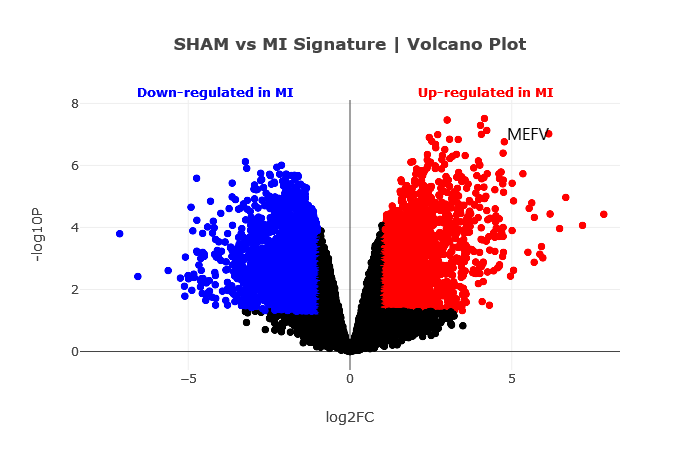 SHAM vs MI Signature | Volcano Plot
Down-regulated in MI
Up-regulated in MI
8
MEFV
6
4
2
0
−5
0
5
−log10P
log2FC